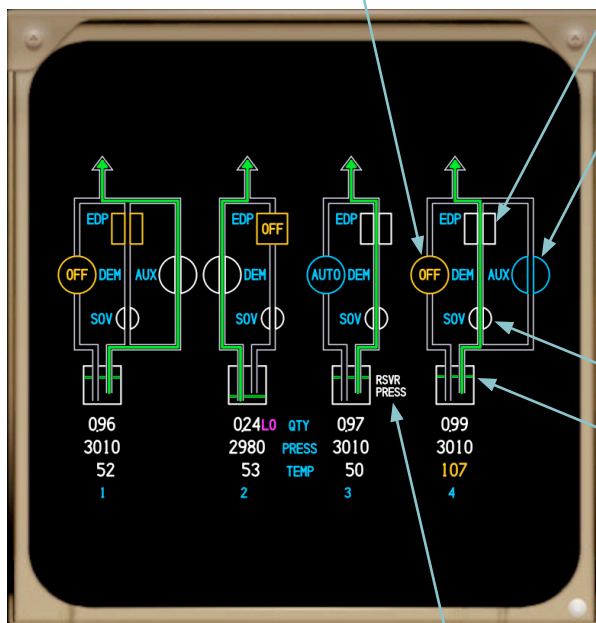 EDP EDP EDP EDP
OFF
OFF DEM AUX DEM AUTO DEM OFF DEM AUX
SOV SOV SOV SOV
RSVR
PRESS
0.96 0.24 LO QTY 0.97 0.99
3010 2980 PRESS 3010 3010
52 53 TEMP 50 107
1 2 3 4